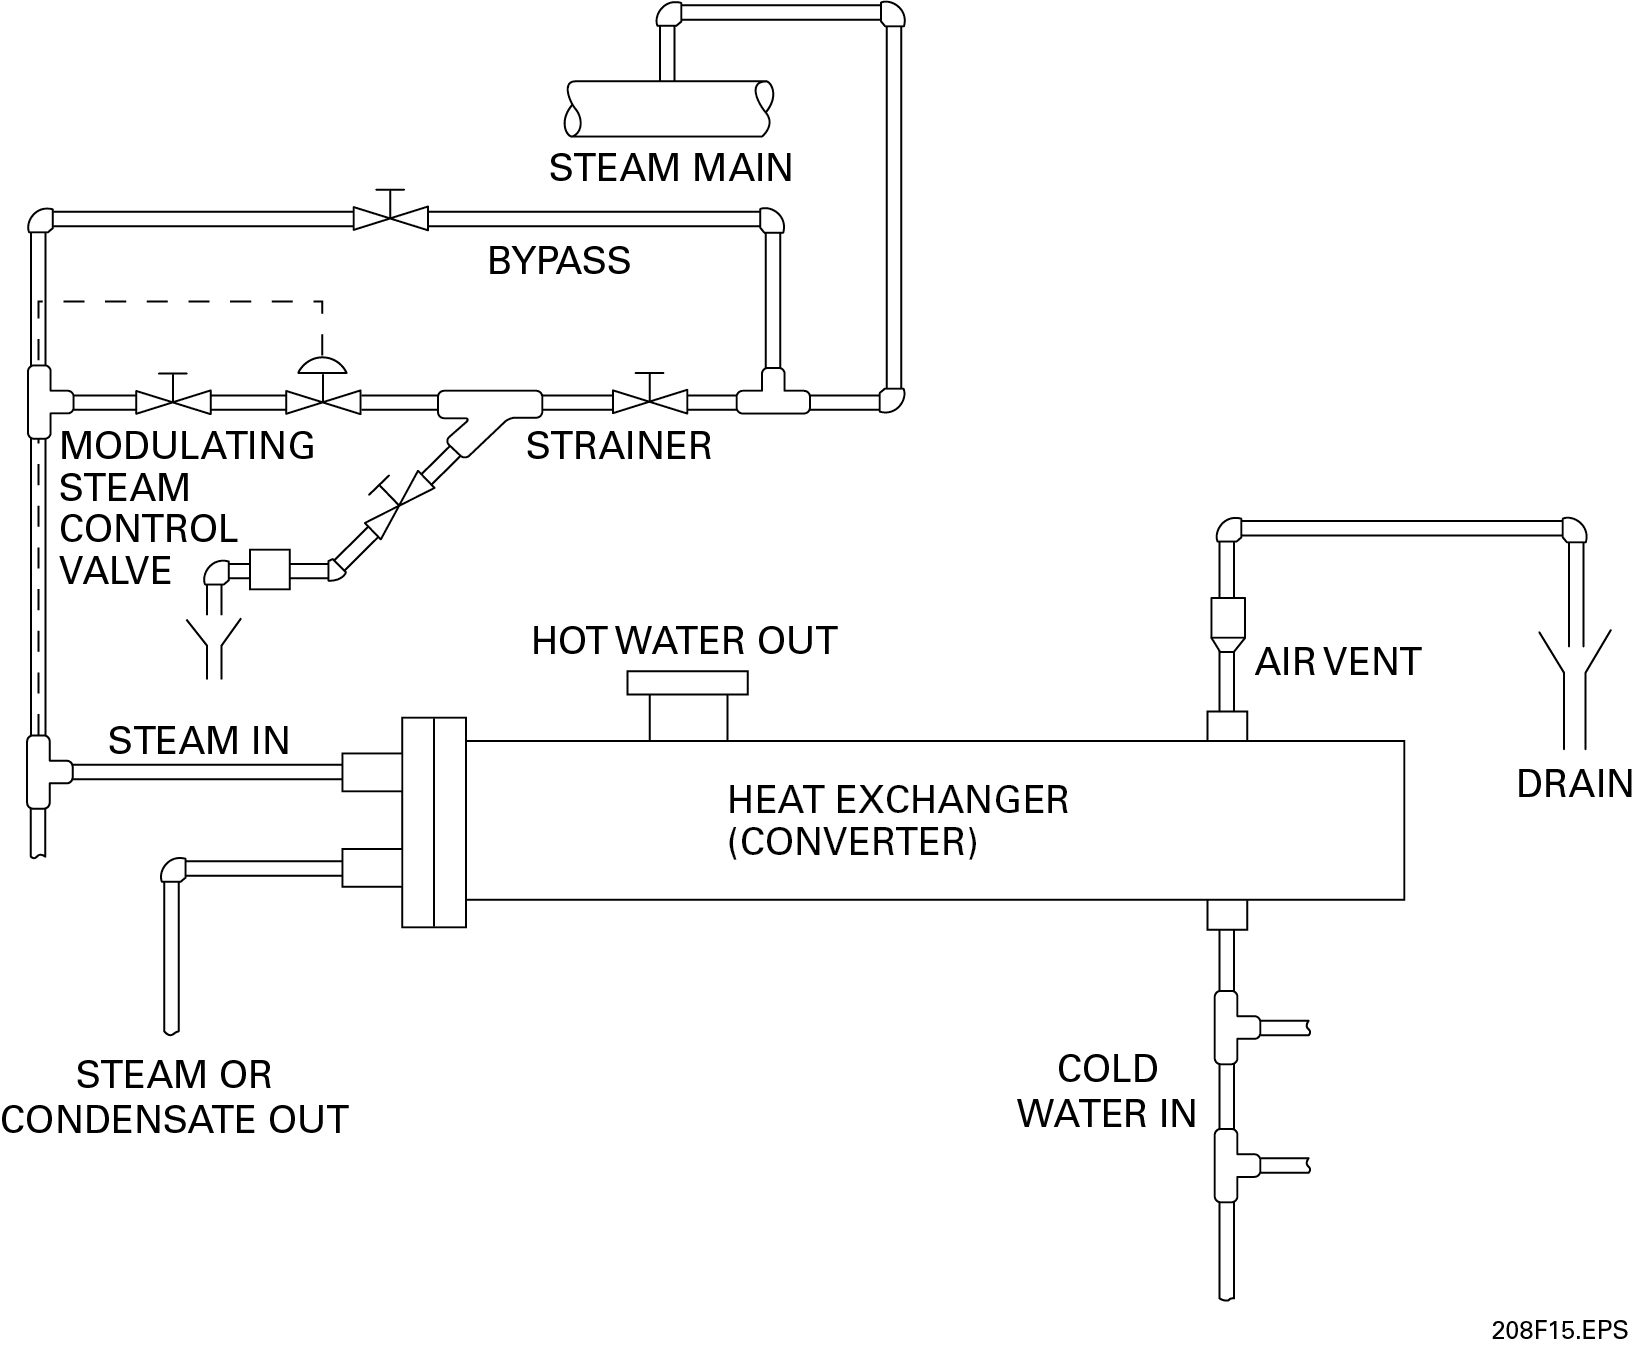 STEAM MAIN
BYPASS
MODULATING
STEAM
CONTROL
VALVE
STRAINER
HOT WATER OUT
AIR VENT
STEAM IN
DRAIN
HEAT EXCHANGER
(CONVERTER)
STEAM OR
CONDENSATE OUT
COLD
WATER IN
208F15.EPS